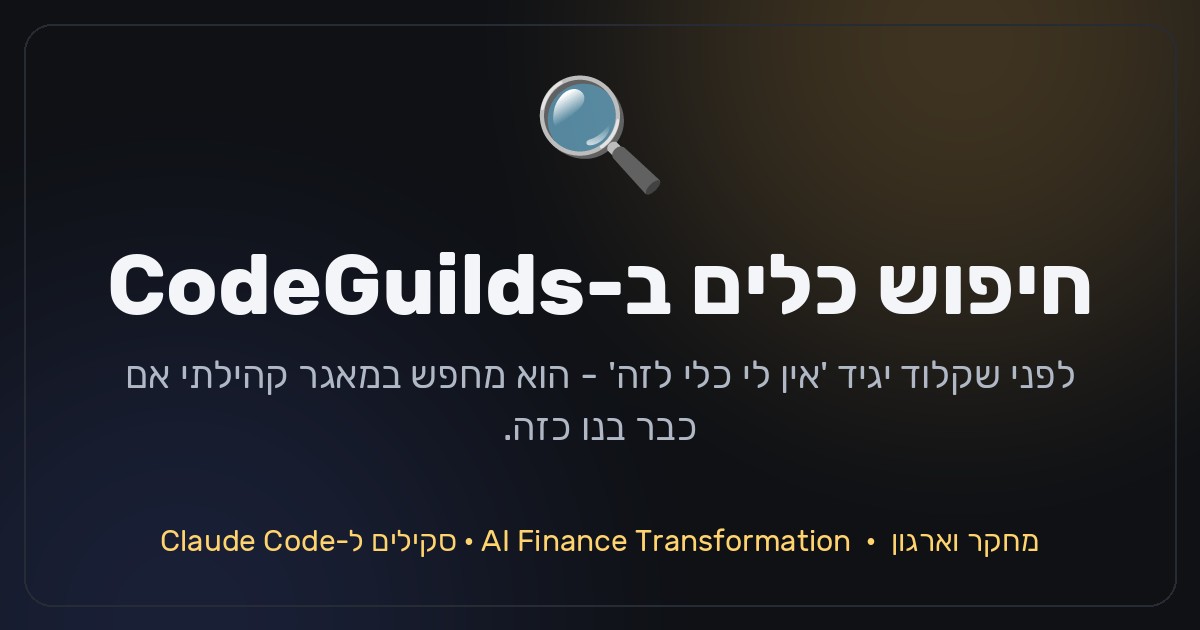 חיפוש כלים ב-CodeGuilds
לפני שקלוד יגיד 'אין לי כלי לזה' - הוא מחפש במאגר קהילתי אם
כבר בנו כזה.
מחקר וארגון • AI Finance Transformation • סקילים ל-Claude Code